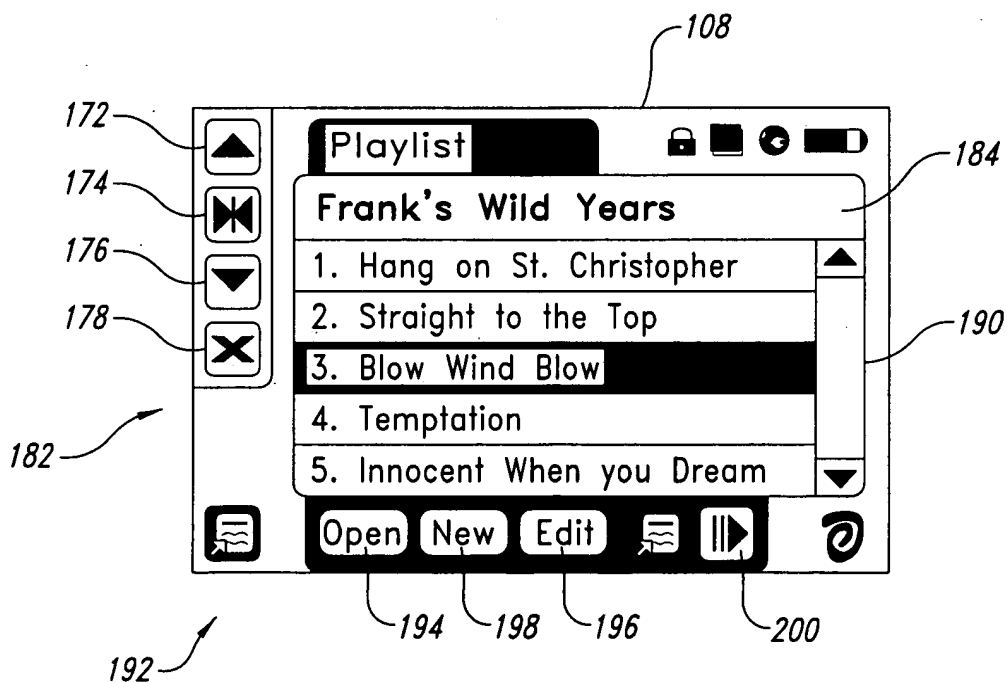 108
172
Playlist
184
174
Frank's Wild Years
176
1. Hang on St. Christopher
178
2. Straight to the Top
190
3. Blow Wind Blow
182
4. Temptation
5. Innocent When you Dream
Open New Edit
194 198 196 200
192